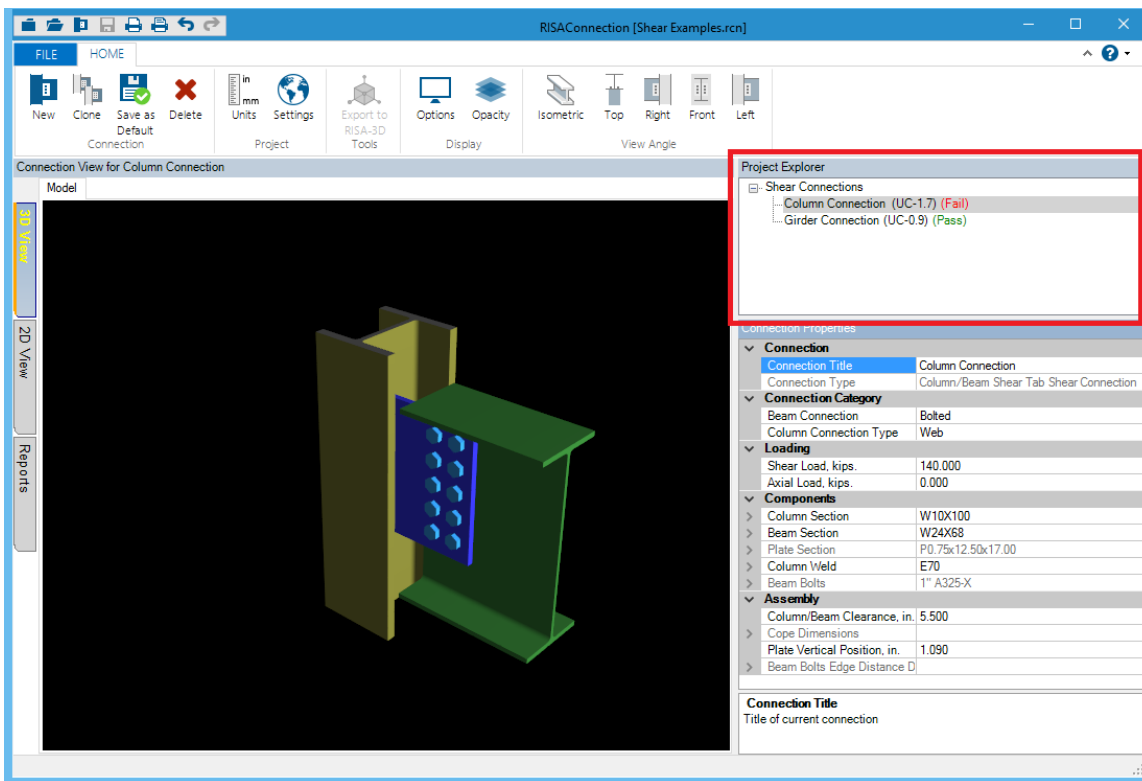 RISAConnection [Shear Examples.rcn]
FILE HOME
in
mm
New Clone Save as Default Delete Units Settings Export to RISA-3D Options Opacity Isometric Top Right Front Left
Connection Project Tools Display View Angle
Connection View for Column Connection
Model
3D View
2D View
Reports
Project Explorer
Shear Connections
Column Connection (UC-1.7) (Fail)
Girder Connection (UC-0.9) (Pass)
Connection Properties
Connection
Connection Title Column Connection
Connection Type Column/Beam Shear Tab Shear Connection
Connection Category
Beam Connection Bolted
Column Connection Type Web
Loading
Shear Load, kips. 140.000
Axial Load, kips. 0.000
Components
Column Section W10X100
Beam Section W24X68
Plate Section P0.75x12.50x17.00
Column Weld E70
Beam Bolts 1" A325-X
Assembly
Column/Beam Clearance, in. 5.500
Cope Dimensions
Plate Vertical Position, in. 1.090
Beam Bolts Edge Distance D
Connection Title
Title of current connection